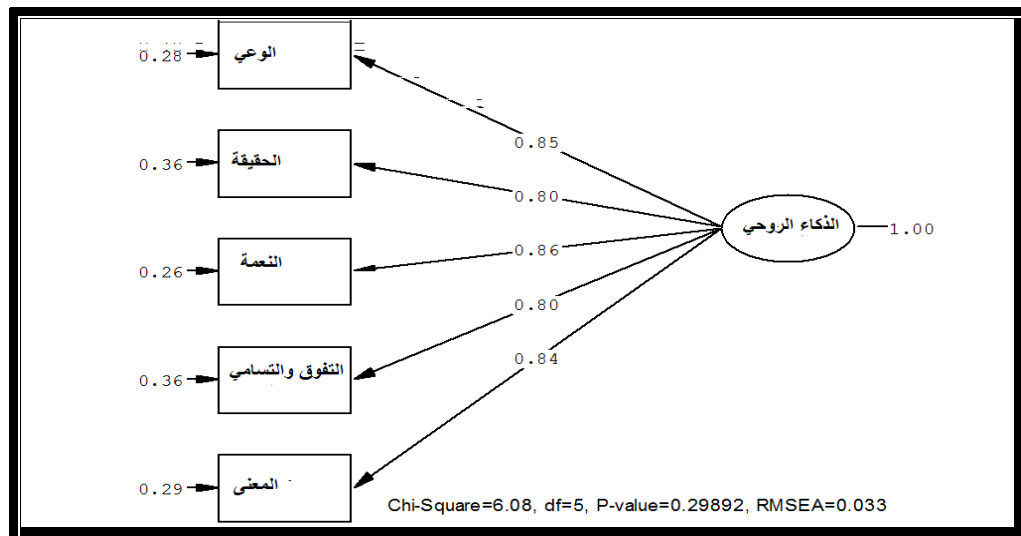 0.28
الوعي
0.85
0.36
الحقيقة
0.80
الذكاء الروحي
1.00
0.26
النعمة
0.86
0.80
0.36
التفوق والتسامي
0.84
0.29
المعنى
Chi-Square=6.08, df=5, P-value=0.29892, RMSEA=0.033